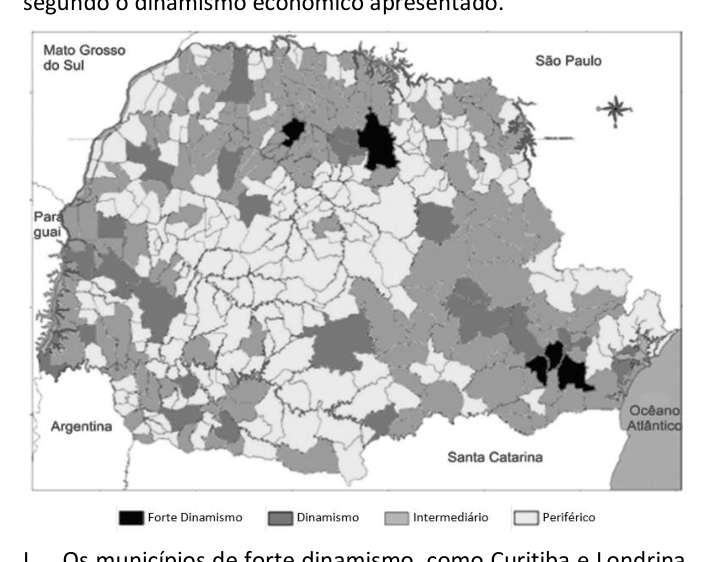 segundo o dinamismo econômico apresentado.
Mato Grosso
do Sul
São Paulo
Para
guai
Argentina
Santa Catarina
Ocêano
Atlântico
Forte Dinamismo
Dinamismo
Intermediário
Periférico
I. Os municípios de forte dinamismo, como Curitiba e Londrina